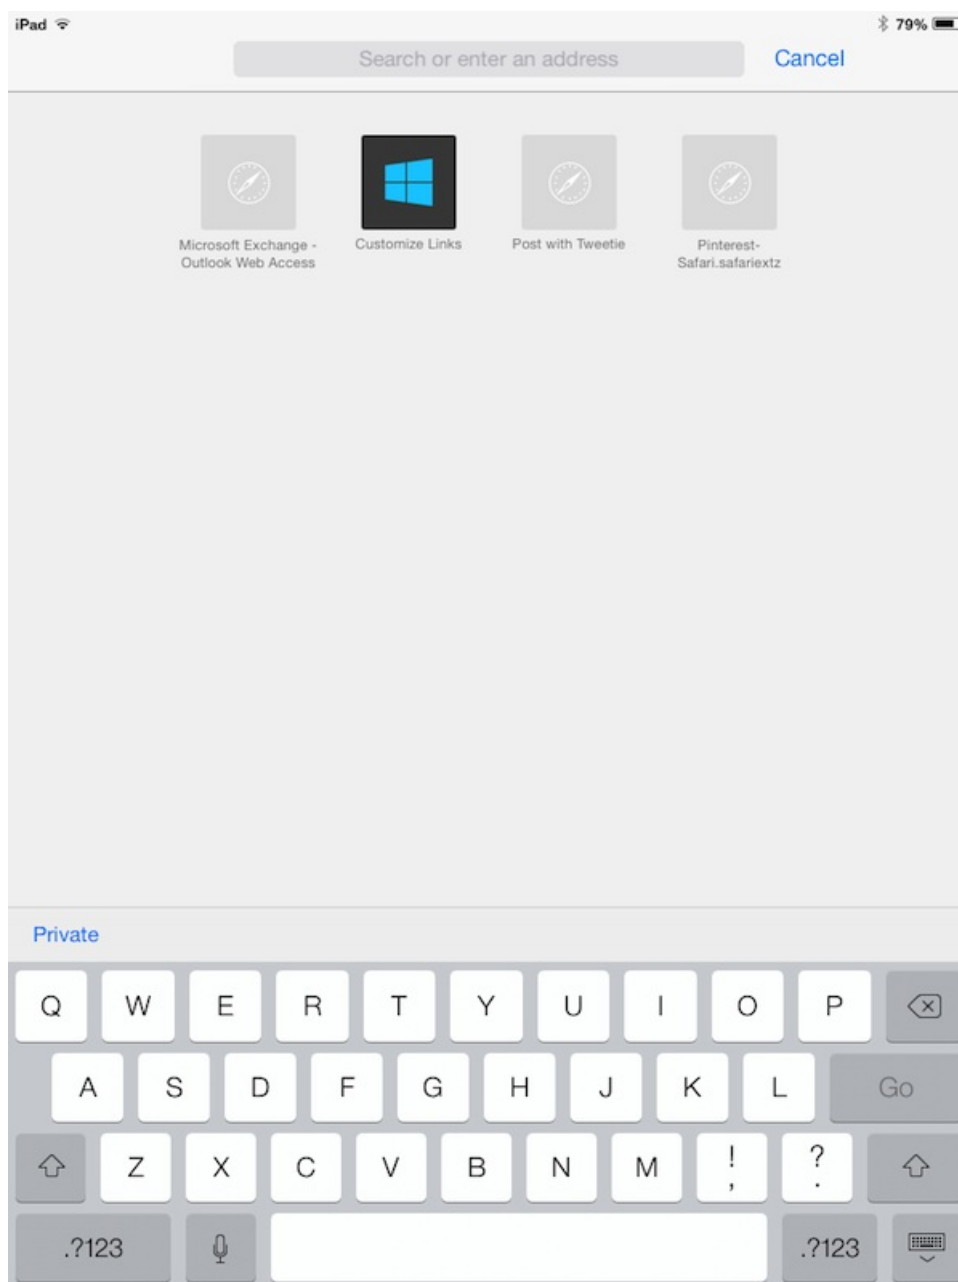 iPad 79%
Search or enter an address Cancel
Microsoft Exchange -
Outlook Web Access
Customize Links
Post with Tweetie
Pinterest-
Safari.safariextz
Private
Q W E R T Y U I O P
A S D F G H J K L Go
Z X C V B N M ! , ? .
.?123 .?123